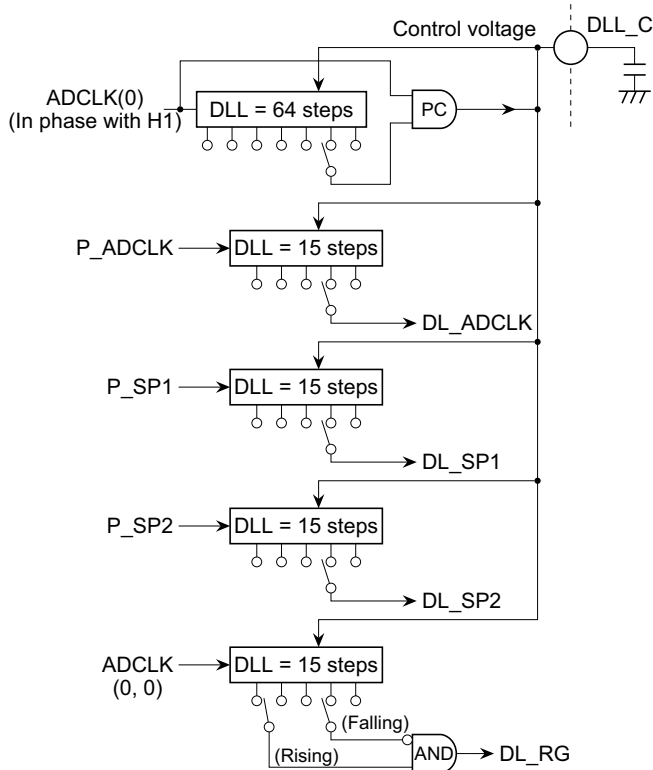 Control voltage
DLL_C
ADCLK(0)
(In phase with H1)
DLL = 64 steps
PC
P_ADCLK
DLL = 15 steps
DL_ADCLK
P_SP1
DLL = 15 steps
DL_SP1
P_SP2
DLL = 15 steps
DL_SP2
ADCLK
(0, 0)
DLL = 15 steps
(Falling)
(Rising)
AND
DL_RG